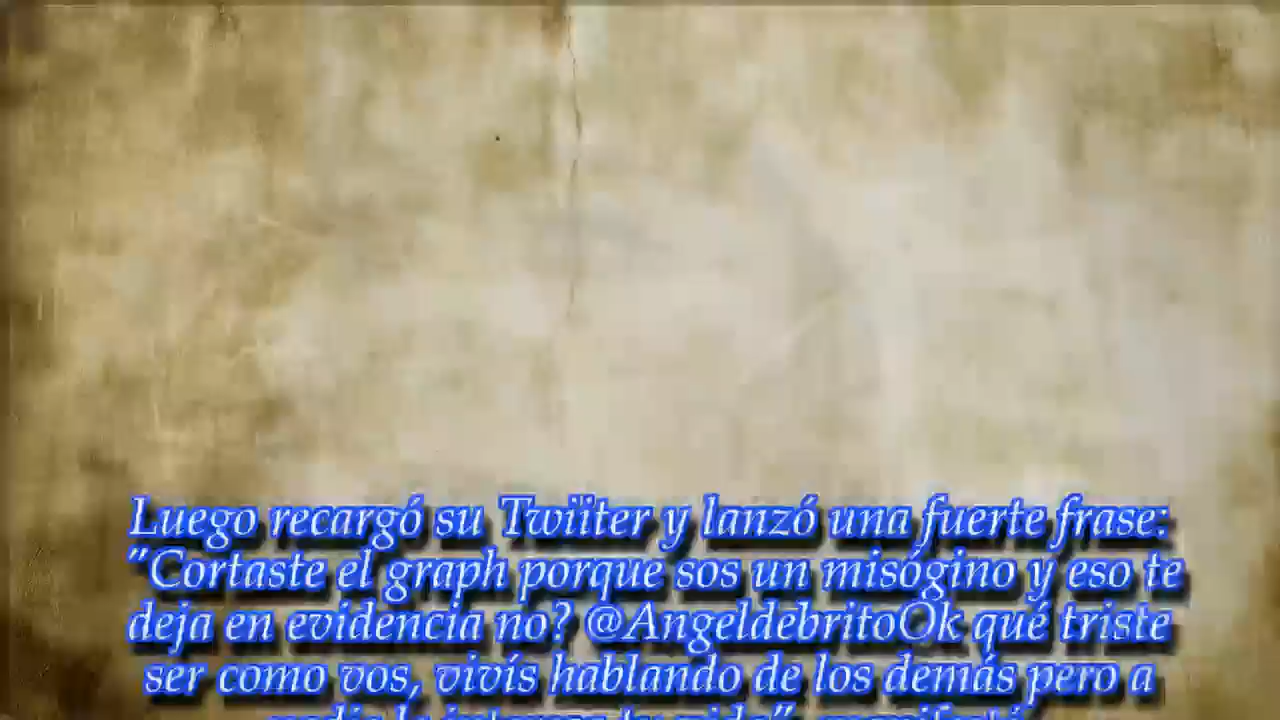 Luego recargó su Twiiter y lanzó una fuerte frase:
"Cortaste el graph porque sos un misógino y eso te
deja en evidencia no? @AngeldebritoOk qué triste
ser como vos, vivís hablando de los demás pero a